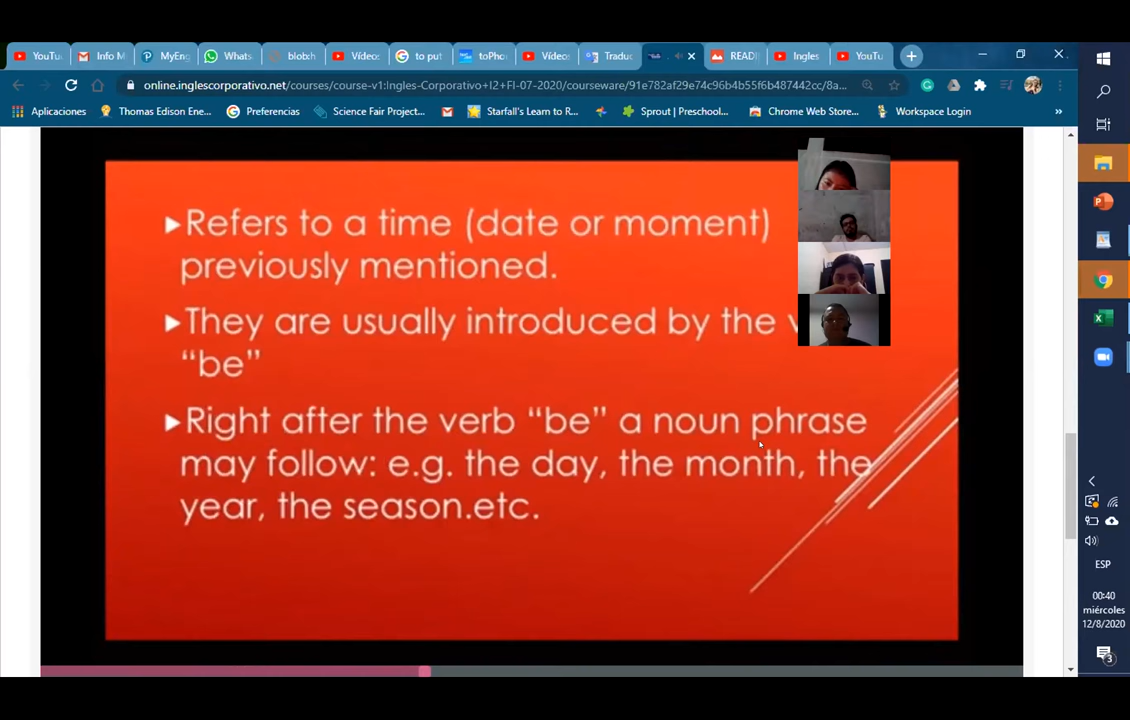 YouTu
Info M
MyEng
Whats
blob:h
Vídeos
to put
toPho
Vídeos
Traduc
READI
Ingles
YouTu
online.inglescorporativo.net/courses/course-v1:Ingles-Corporativo+I2+FI-07-2020/courseware/91e782af29e74c96b4b55f6b487442cc/8a...
Aplicaciones
Thomas Edison Ene...
Preferencias
Science Fair Project...
Starfall's Learn to R...
Sprout | Preschool...
Chrome Web Store...
Workspace Login
»
Refers to a time (date or moment)
previously mentioned.
They are usually introduced by the v
“be”
Right after the verb “be” a noun phrase
may follow: e.g. the day, the month, the
year, the season.etc.
ESP
00:40
miércoles
12/8/2020
3